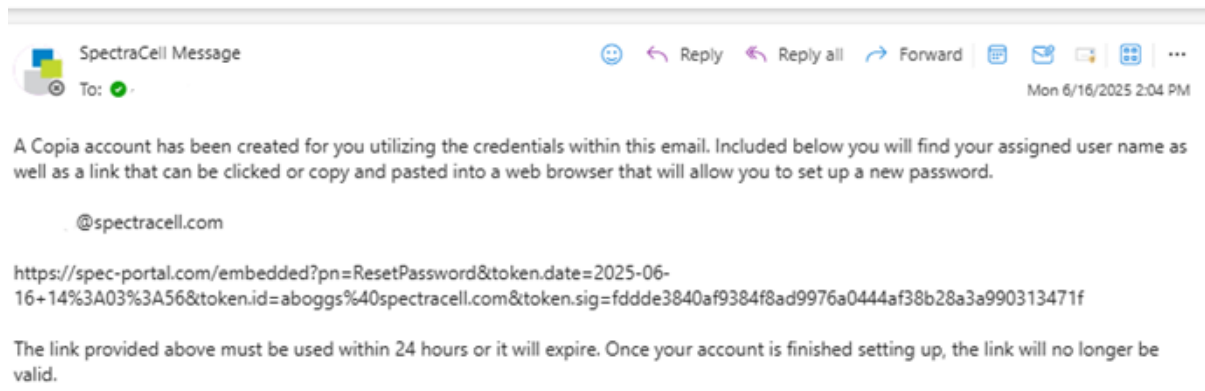 SpectraCell Message
Reply
Reply all
Forward
To:
Mon 6/16/2025 2:04 PM
A Copia account has been created for you utilizing the credentials within this email. Included below you will find your assigned user name as
well as a link that can be clicked or copy and pasted into a web browser that will allow you to set up a new password.
@spectracell.com
https://spec-portal.com/embedded?pn=ResetPassword&token.date=2025-06-
16+14%3A03%3A56&token.id=aboggs%40spectracell.com&token.sig=fddde3840af9384f8ad9976a0444af38b28a3a990313471f
The link provided above must be used within 24 hours or it will expire. Once your account is finished setting up, the link will no longer be
valid.